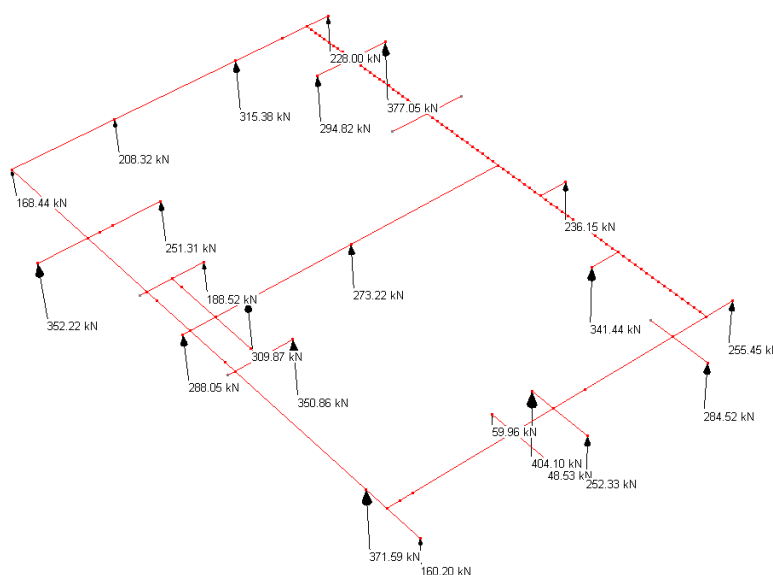 228.00 kN
377.05 kN
315.38 kN
294.82 kN
208.32 kN
168.44 kN
251.31 kN
236.15 kN
273.22 kN
188.52 kN
352.22 kN
341.44 kN
309.87 kN
255.45 k
288.05 kN
350.86 kN
284.52 kN
59.96 kN
404.10 kN
48.53 kN
252.33 kN
371.59 kN
160.20 kN